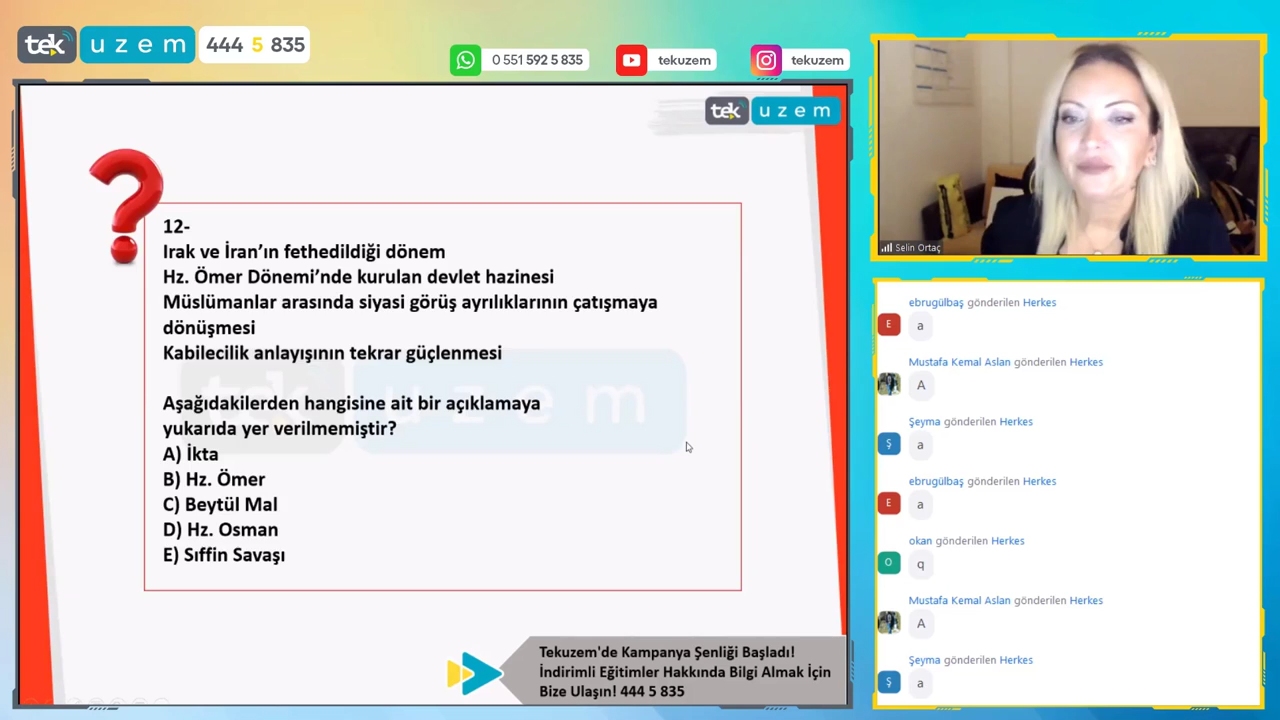 tek uzem 444 5 835
0 551 592 5 835
tekuzem
tekuzem
tek uzem
12-
Irak ve İran’ın fethedildiği dönem
Hz. Ömer Dönemi’nde kurulan devlet hazinesi
Müslümanlar arasında siyasi görüş ayrılıklarının çatışmaya
dönüşmesi
Kabilecilik anlayışının tekrar güçlenmesi
Aşağıdakilerden hangisine ait bir açıklamaya
yukarıda yer verilmemiştir?
A) İkta
B) Hz. Ömer
C) Beytül Mal
D) Hz. Osman
E) Sıffin Savaşı
tek uzem
Tekuzem'de Kampanya Şenliği Başladı!
İndirimli Eğitimler Hakkında Bilgi Almak İçin
Bize Ulaşın! 444 5 835
Selin Ortaç
ebrugülbaş gönderilen Herkes
E a
Mustafa Kemal Aslan gönderilen Herkes
A
Şeyma gönderilen Herkes
Ş a
ebrugülbaş gönderilen Herkes
E a
okan gönderilen Herkes
O q
Mustafa Kemal Aslan gönderilen Herkes
A
Şeyma gönderilen Herkes
Ş a